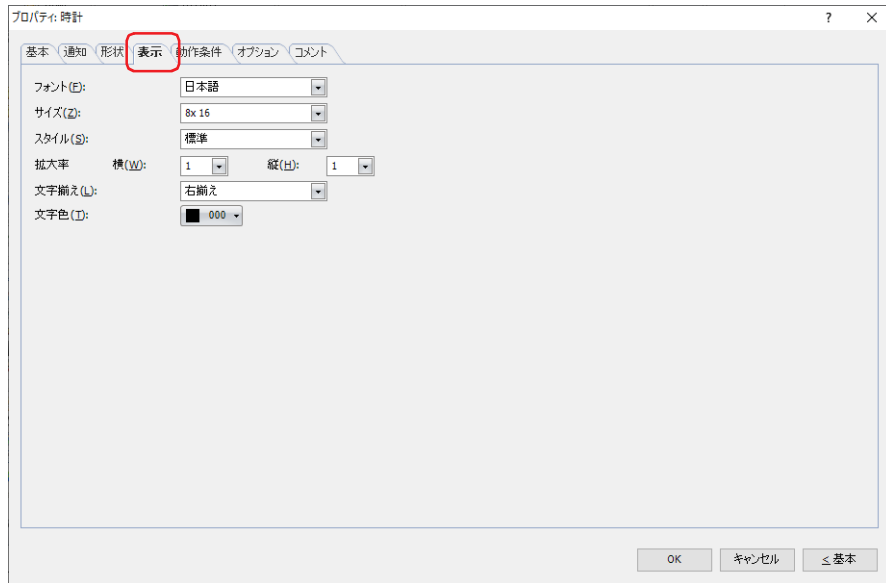 プロパティ: 時計 ? ×
基本 通知 形状 表示 動作条件 オプション コメント
フォント(F): 日本語
サイズ(Z): 8x 16
スタイル(S): 標準
拡大率 横(W): 1 縦(H): 1
文字揃え(L): 右揃え
文字色(T): 000
OK キャンセル ≤基本